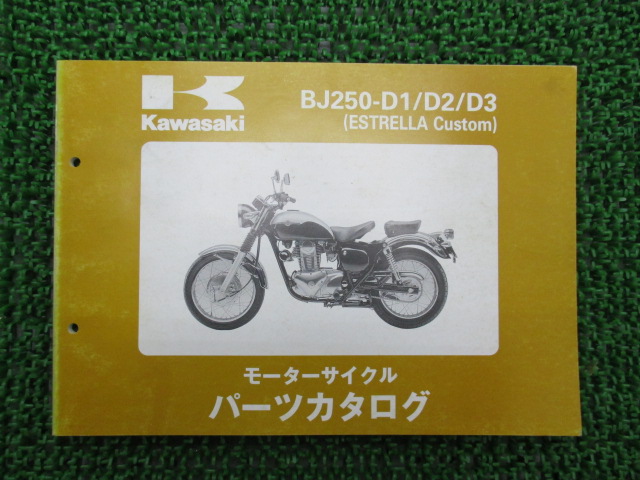 Kawasaki
BJ250-D1/D2/D3
(ESTRELLA Custom)
モーターサイクル
パーツカタログ